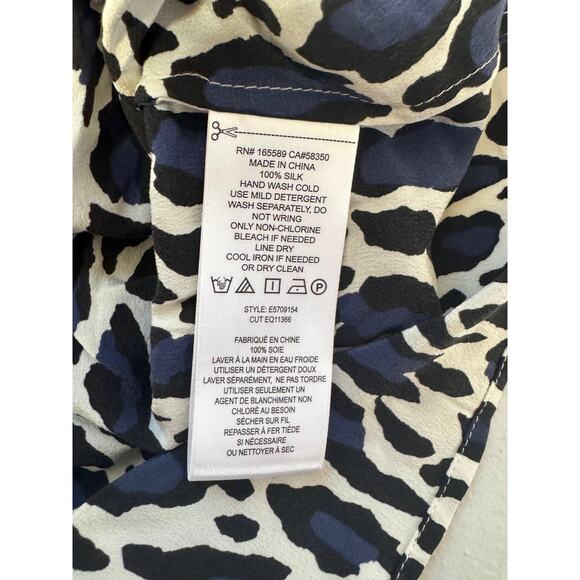 RN# 165589 CA#58350
MADE IN CHINA
100% SILK
HAND WASH COLD
USE MILD DETERGENT
WASH SEPARATELY, DO
NOT WRING
ONLY NON-CHLORINE
BLEACH IF NEEDED
LINE DRY
COOL IRON IF NEEDED
OR DRY CLEAN
P
STYLE: E5709154
CUT EQ11366
FABRIQUÉ EN CHINE
100% SOIE
LAVER À LA MAIN EN EAU FROIDE
UTILISER UN DÉTERGENT DOUX
LAVER SÉPARÉMENT, NE PAS TORDRE
UTILISER SEULEMENT UN
AGENT DE BLANCHIMENT NON
CHLORÉ AU BESOIN
SÉCHER SUR FIL
REPASSER À FER TIÈDE
SI NÉCESSAIRE
OU NETTOYER À SEC